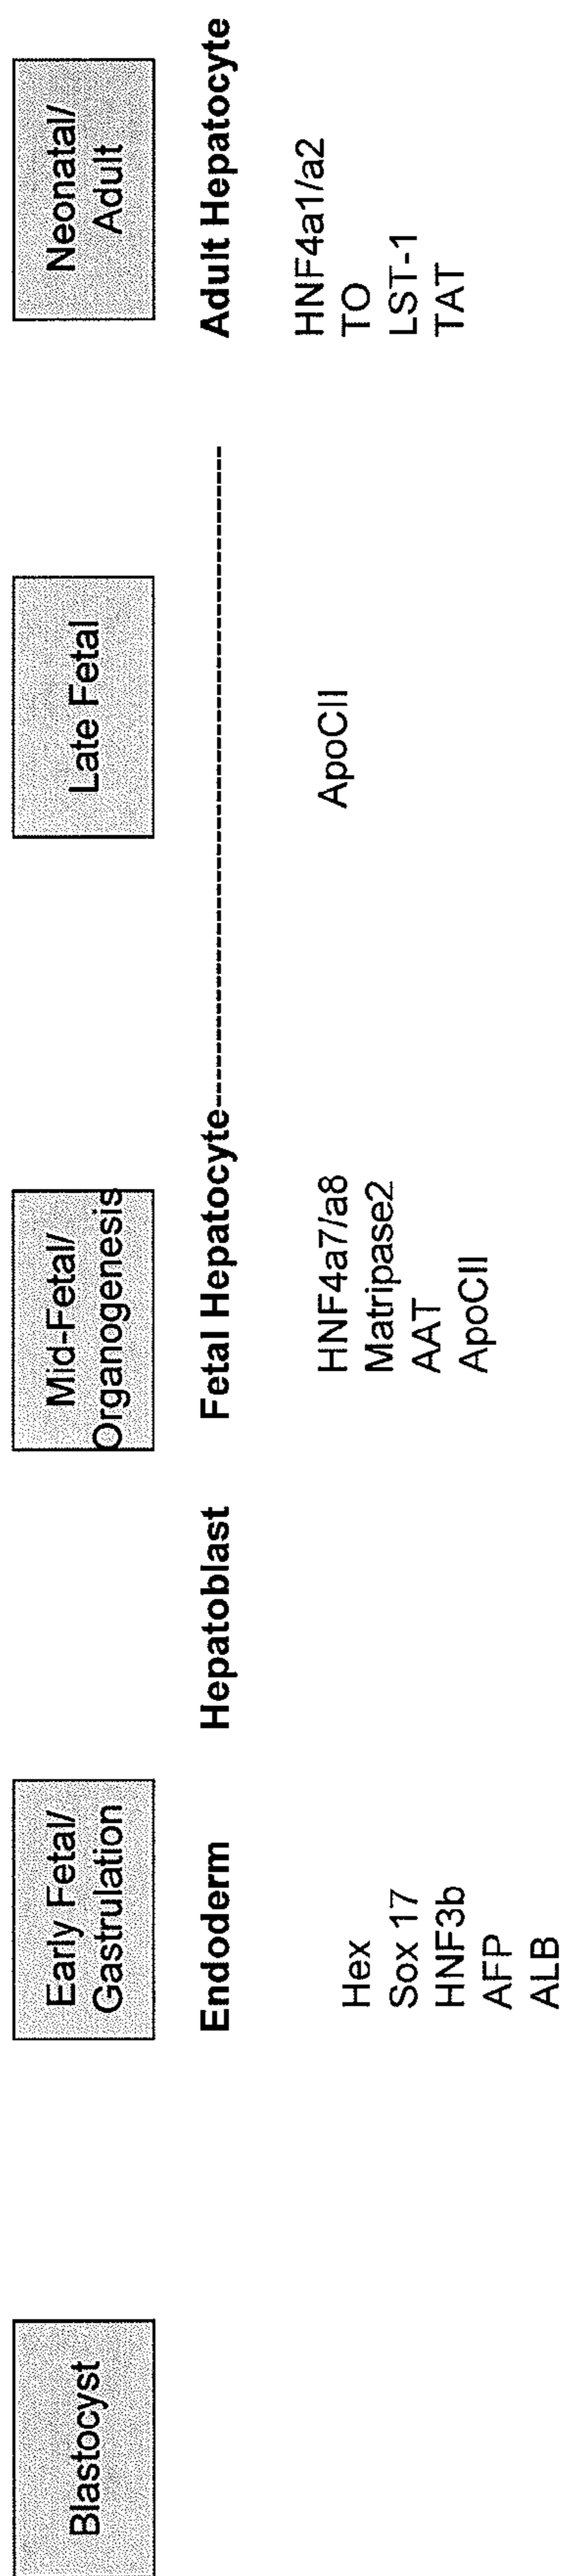 Blastocyst
Early Fetal/
Gastrulation
Mid-Fetal/
Organogenesis
Late Fetal
Neonatal/
Adult
Endoderm
Hepatoblast
Fetal Hepatocyte
Adult Hepatocyte
Hex
Sox 17
HNF3b
AFP
ALB
HNF4a7/a8
Matripase2
AAT
ApoCII
ApoCII
HNF4a1/a2
TO
LST-1
TAT